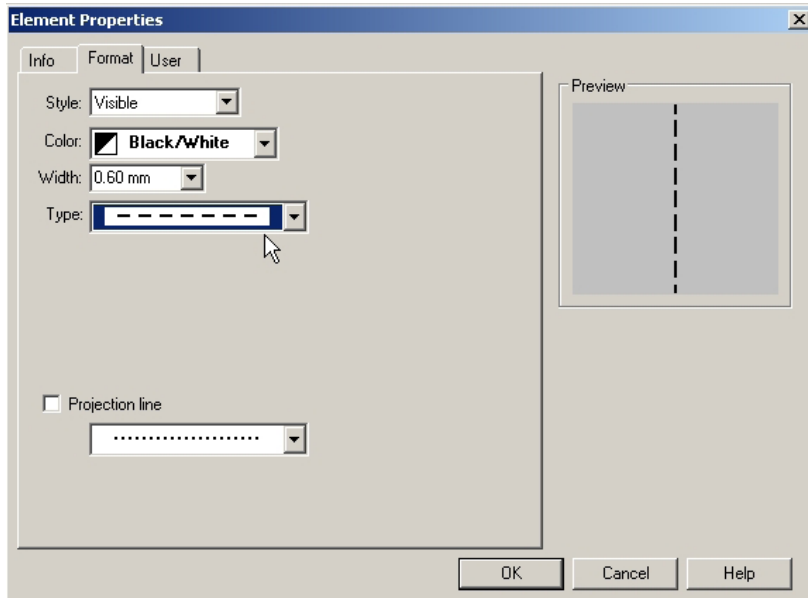 Element Properties
Info Format User
Style: Visible
Color: Black/White
Width: 0.60 mm
Type:
Projection line
Preview
OK Cancel Help